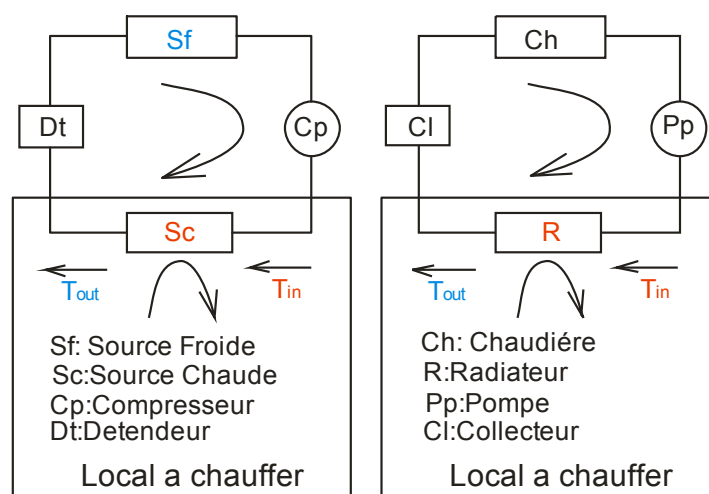 Sf
Dt
Cp
Sc
Tout
Tin
Sf: Source Froide
Sc:Source Chaude
Cp:Compresseur
Dt:Detendeur
Local a chauffer
Ch
Cl
Pp
R
Tout
Tin
Ch: Chaudiére
R:Radiateur
Pp:Pompe
Cl:Collecteur
Local a chauffer